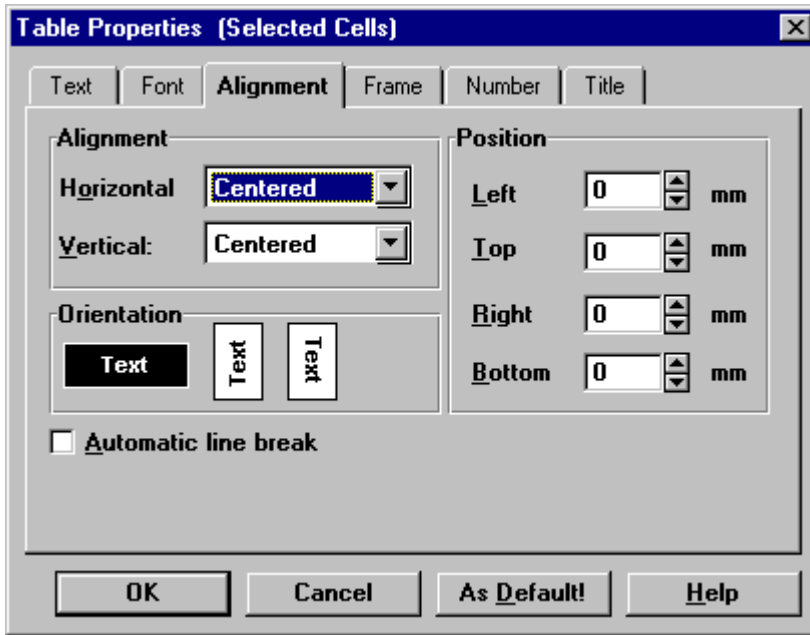 Table Properties (Selected Cells)
Text Font Alignment Frame Number Title
Alignment
Horizontal Centered
Vertical: Centered
Orientation
Text Text Text
Position
Left 0 mm
Top 0 mm
Right 0 mm
Bottom 0 mm
Automatic line break
OK Cancel As Default! Help